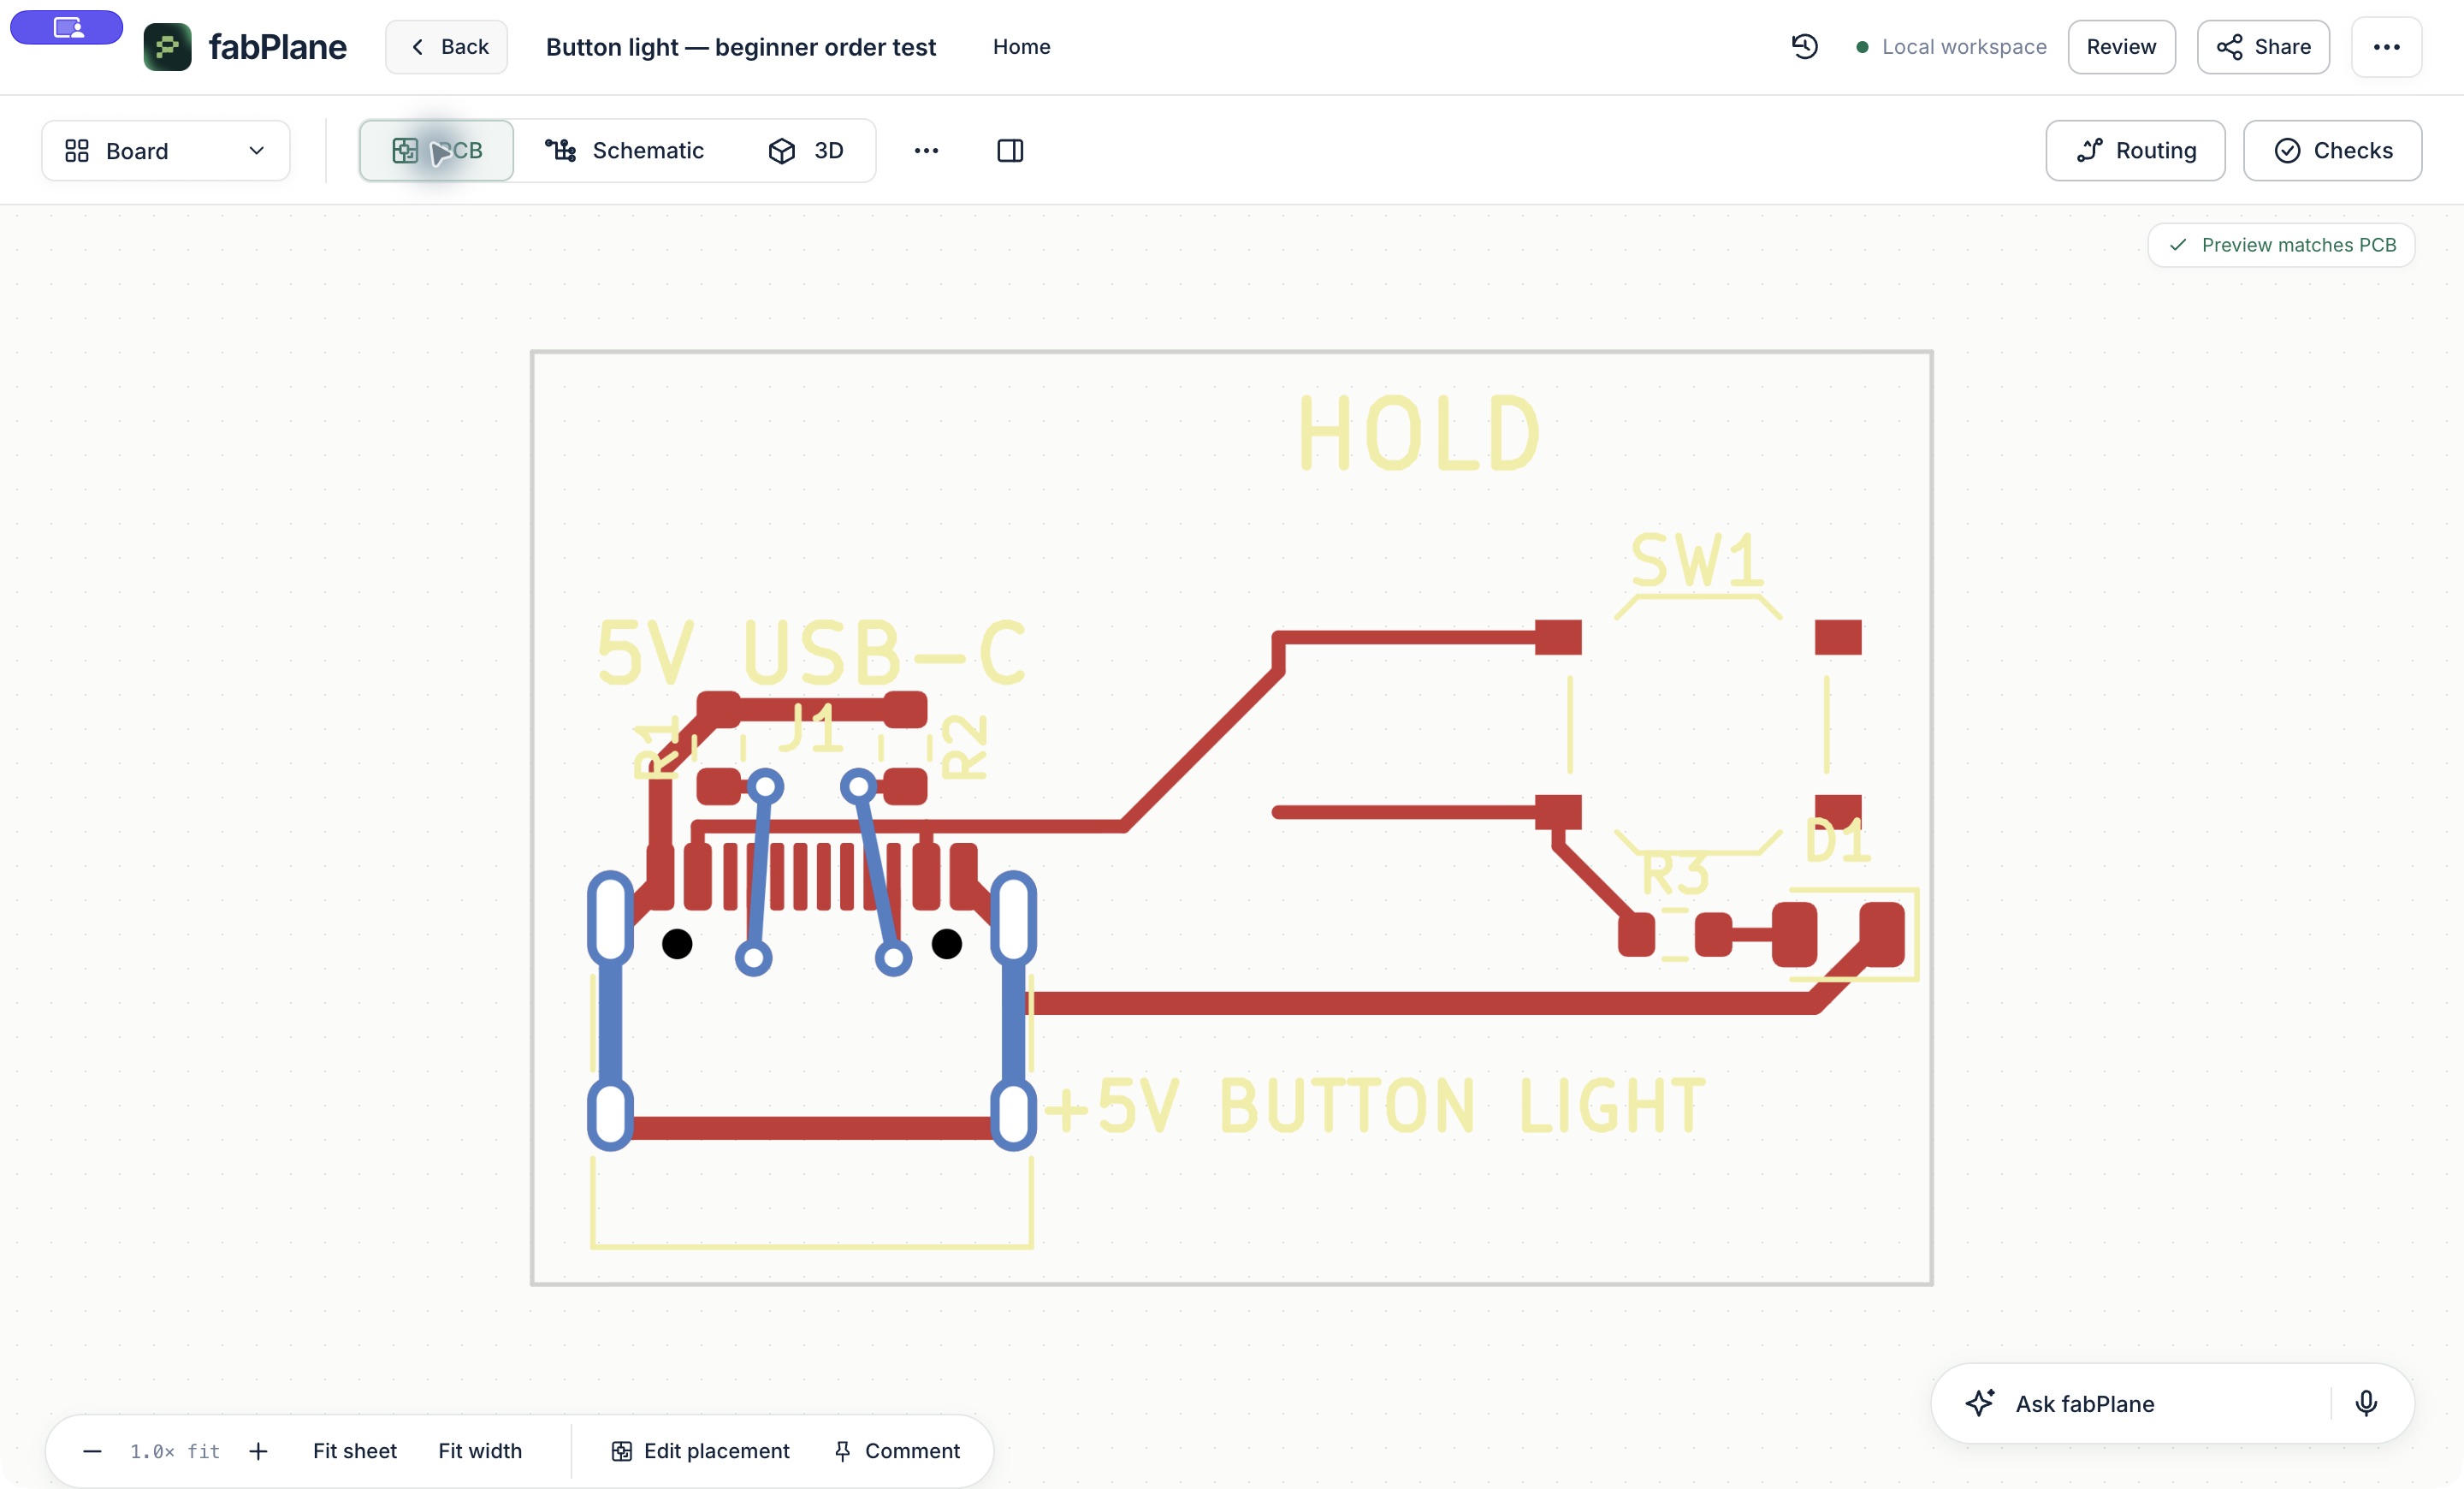 fabPlane
Back
Button light — beginner order test
Home
Local workspace
Review
Share
Board
PCB
Schematic
3D
Routing
Checks
Preview matches PCB
HOLD
SW1
5V USB-C
R1
J1
R2
D1
R3
+5V BUTTON LIGHT
Ask fabPlane
1.0× fit
Fit sheet
Fit width
Edit placement
Comment